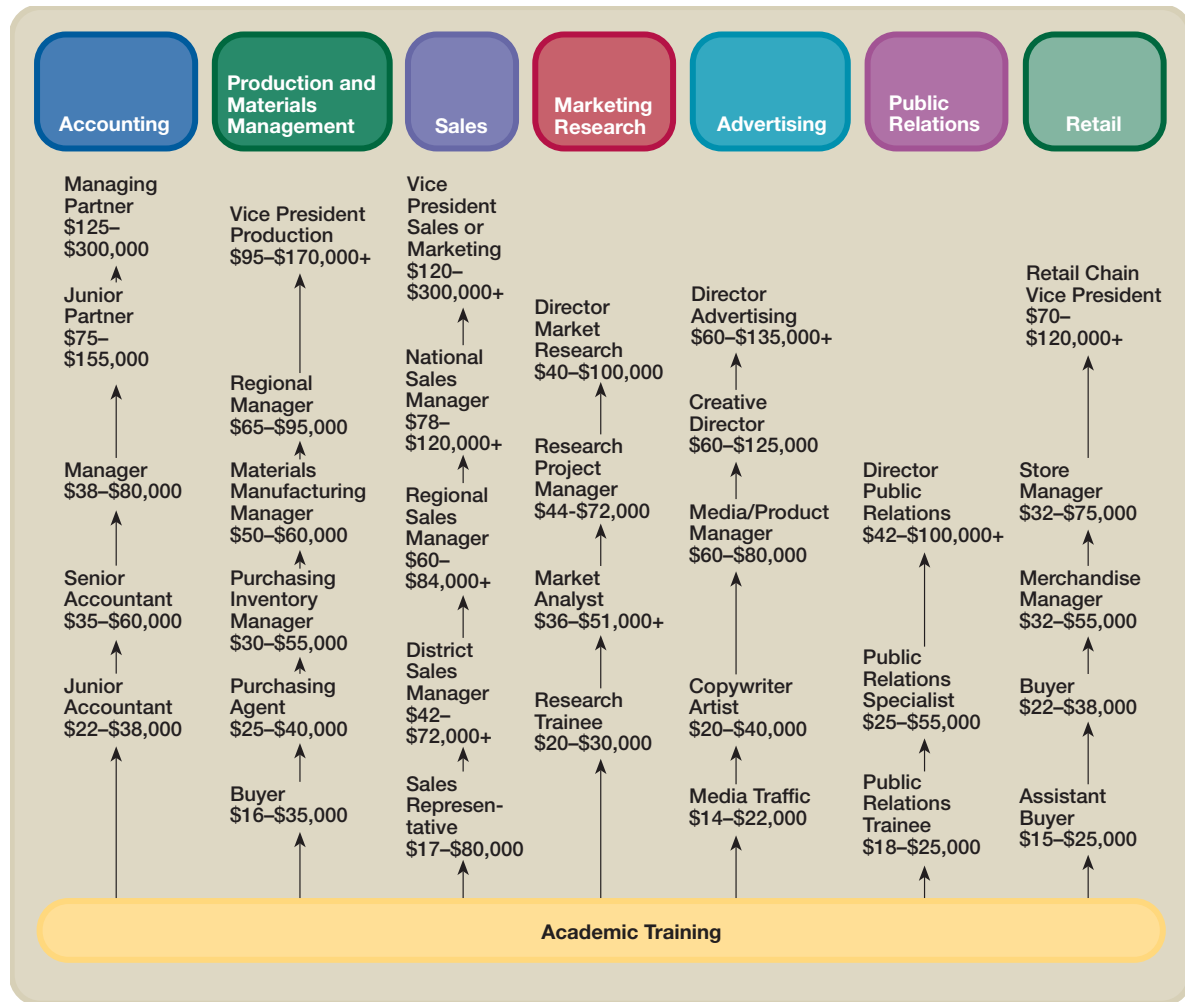 Accounting
Production and
Materials
Management
Sales
Marketing
Research
Advertising
Public
Relations
Retail
Managing
Partner
$125–
$300,000
Junior
Partner
$75–
$155,000
Manager
$38–$80,000
Senior
Accountant
$35–$60,000
Junior
Accountant
$22–$38,000
Vice President
Production
$95–$170,000+
Regional
Manager
$65–$95,000
Materials
Manufacturing
Manager
$50–$60,000
Purchasing
Inventory
Manager
$30–$55,000
Purchasing
Agent
$25–$40,000
Buyer
$16–$35,000
Vice
President
Sales or
Marketing
$120–
$300,000+
National
Sales
Manager
$78–
$120,000+
Regional
Sales
Manager
$60–
$84,000+
District
Sales
Manager
$42–
$72,000+
Sales
Represen-
tative
$17–$80,000
Director
Market
Research
$40–$100,000
Research
Project
Manager
$44-$72,000
Market
Analyst
$36–$51,000+
Research
Trainee
$20–$30,000
Director
Advertising
$60–$135,000+
Creative
Director
$60–$125,000
Media/Product
Manager
$60–$80,000
Copywriter
Artist
$20–$40,000
Media Traffic
$14–$22,000
Director
Public
Relations
$42–$100,000+
Public
Relations
Specialist
$25–$55,000
Public
Relations
Trainee
$18–$25,000
Retail Chain
Vice President
$70–
$120,000+
Store
Manager
$32–$75,000
Merchandise
Manager
$32–$55,000
Buyer
$22–$38,000
Assistant
Buyer
$15–$25,000
Academic Training